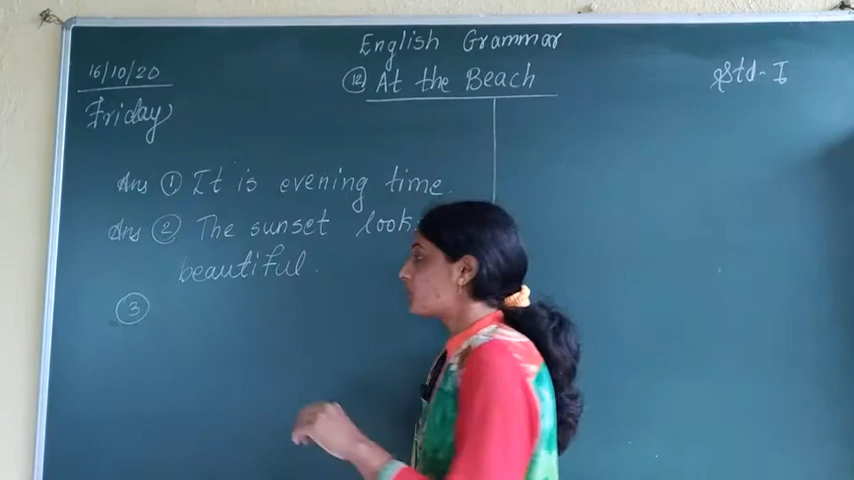 English Grammar
16/10/20
12 At the Beach
Std-I
Friday
Ans 1 It is evening time.
Ans 2 The sunset look
beautiful.
3